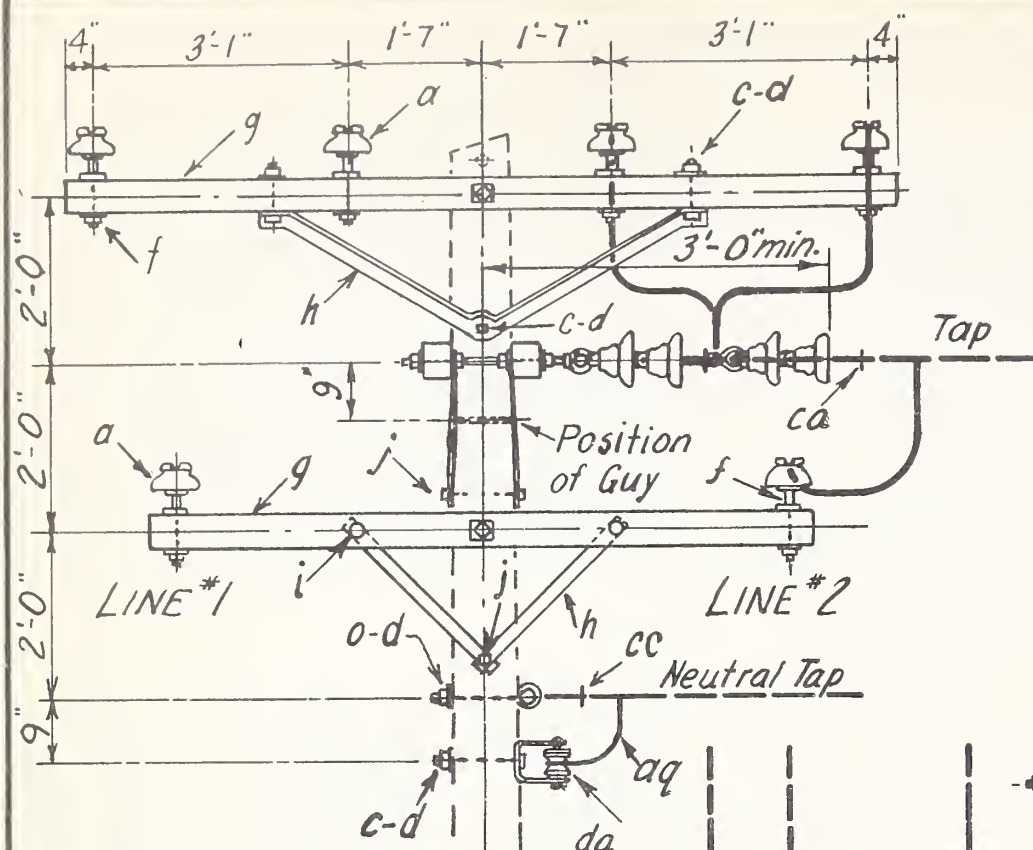 4" 3'-1" 1'-7" 1'-7" 3'-1" 4"
c-d
a
g
f
2'-0"
3'-0" min.
h
c-d
Tap
9"
ca
2'-0"
a
Position
of Guy
j
g
f
LINE #1
i
j
LINE #2
h
2'-0"
o-d
cc
Neutral Tap
9"
aq
c-d
da